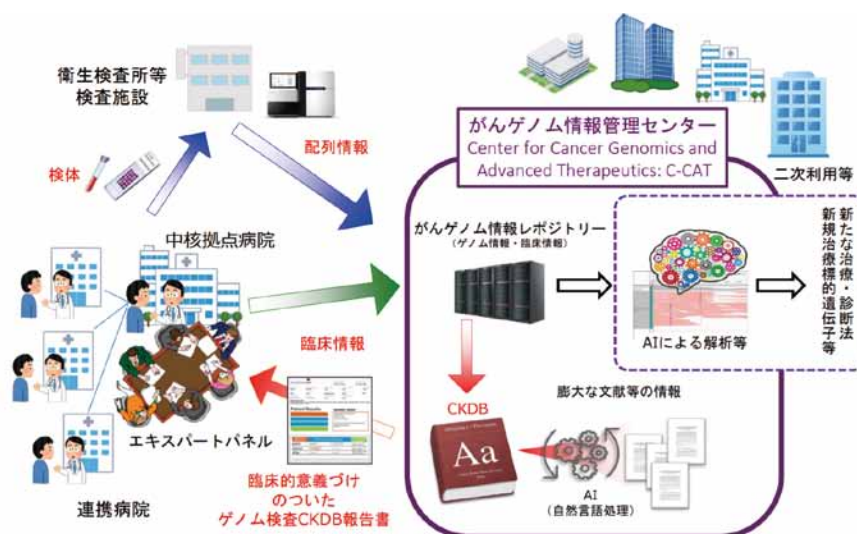 衛生検査所等
検査施設
検体
配列情報
中核拠点病院
臨床情報
エキスパートパネル
連携病院
臨床的意義づけ
のついた
ゲノム検査CKDB報告書
がんゲノム情報管理センター
Center for Cancer Genomics and
Advanced Therapeutics: C-CAT
二次利用等
がんゲノム情報レポジトリー
(ゲノム情報・臨床情報)
AIによる解析等
新たな治療・診断法
新規治療標的遺伝子等
CKDB
Aa
膨大な文献等の情報
AI
(自然言語処理)